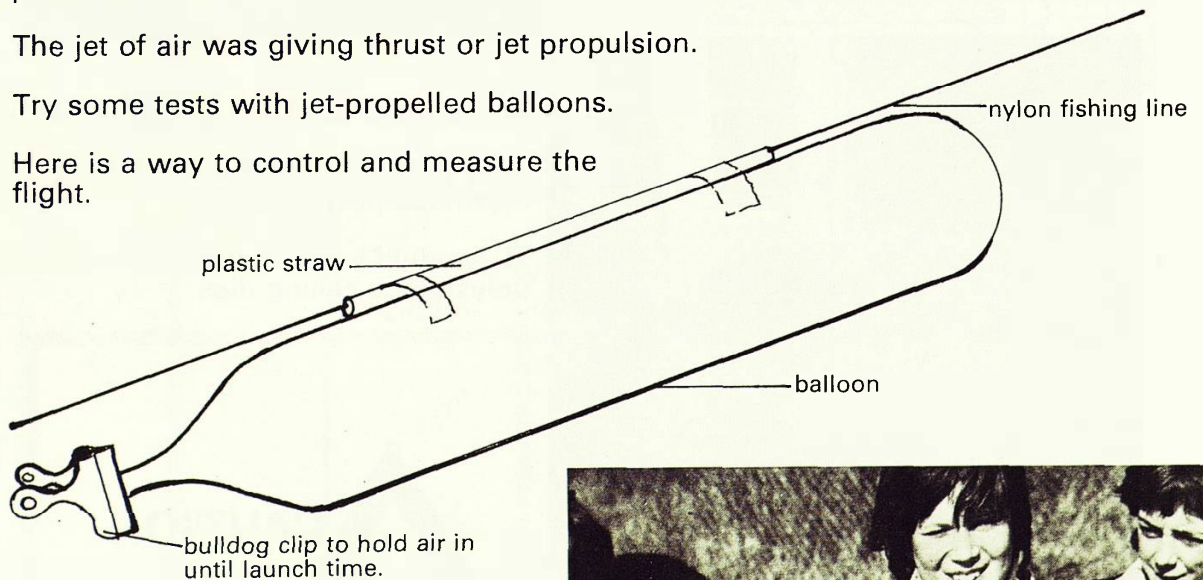 The jet of air was giving thrust or jet propulsion.
Try some tests with jet-propelled balloons.
Here is a way to control and measure the
flight.
nylon fishing line
plastic straw
balloon
bulldog clip to hold air in
until launch time.